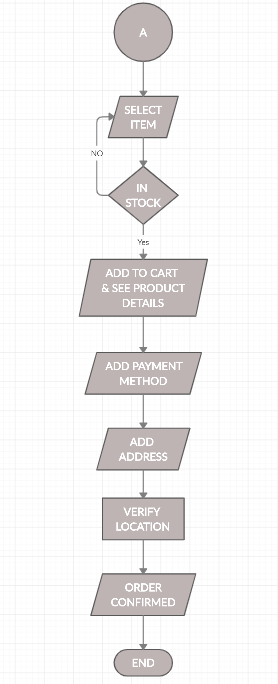 A
SELECT
ITEM
NO
IN
STOCK
Yes
ADD TO CART
& SEE PRODUCT
DETAILS
ADD PAYMENT
METHOD
ADD
ADDRESS
VERIFY
LOCATION
ORDER
CONFIRMED
END